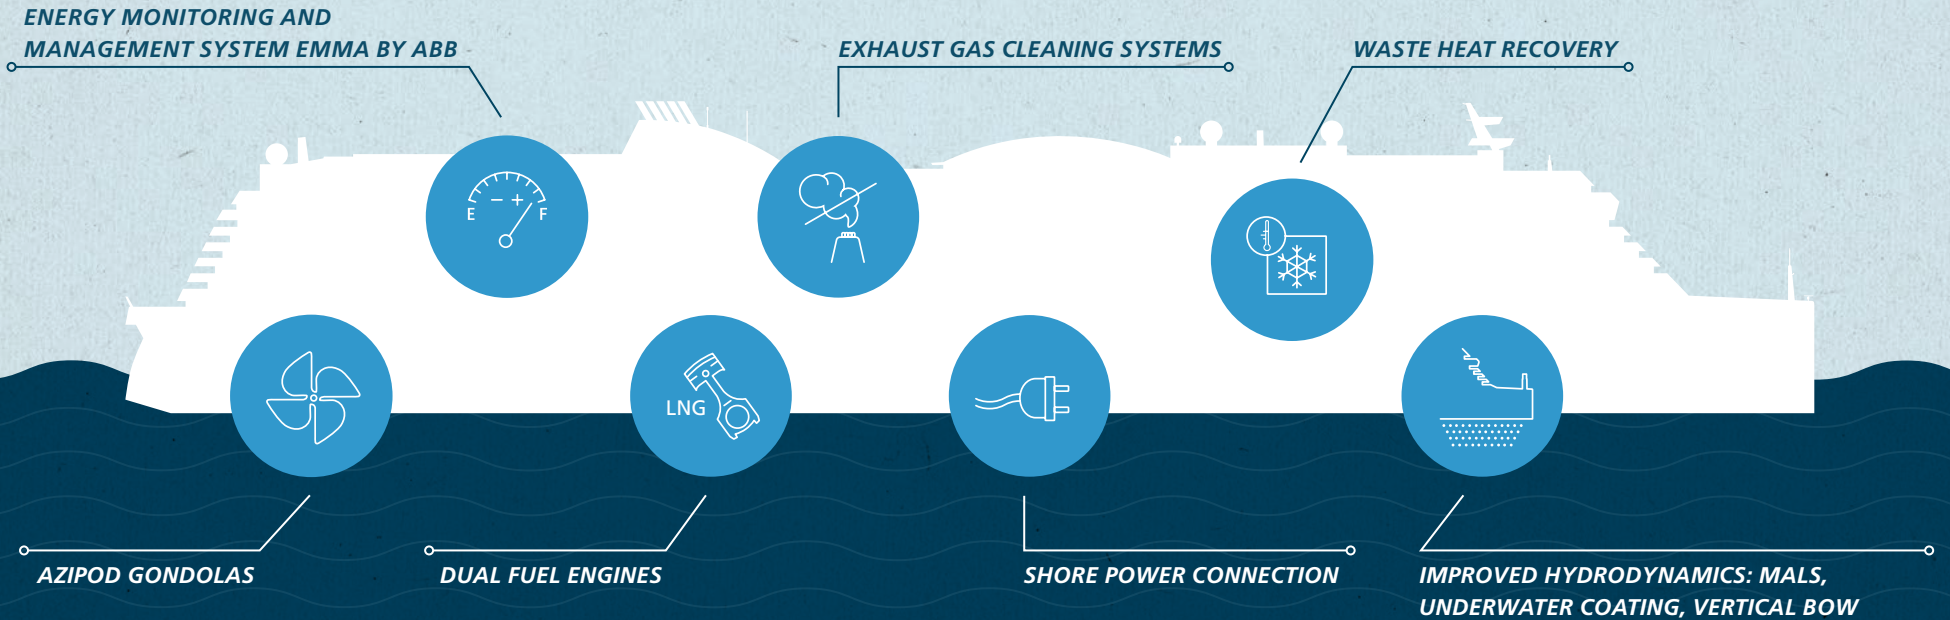 ENERGY MONITORING AND
MANAGEMENT SYSTEM EMMA BY ABB
EXHAUST GAS CLEANING SYSTEMS
WASTE HEAT RECOVERY
E - + F
LNG
AZIPOD GONDOLAS
DUAL FUEL ENGINES
SHORE POWER CONNECTION
IMPROVED HYDRODYNAMICS: MALS,
UNDERWATER COATING, VERTICAL BOW